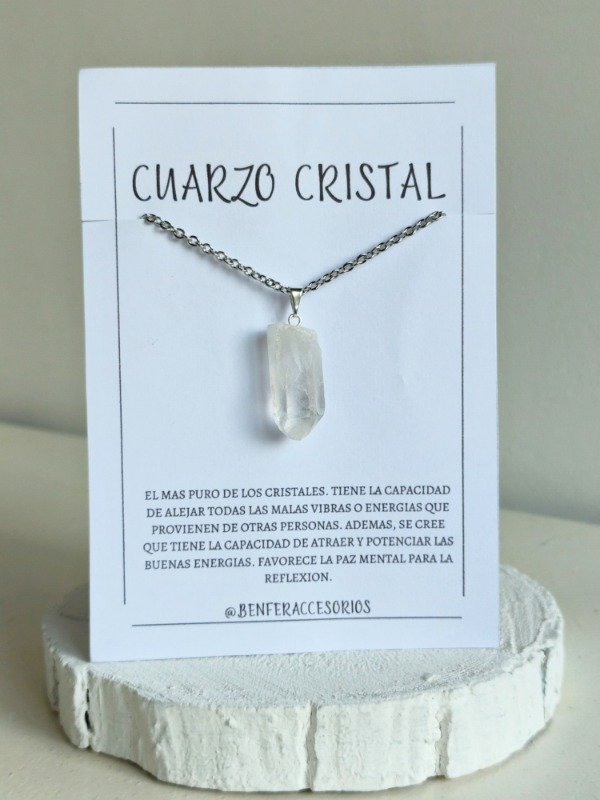 CUARZO CRISTAL
EL MAS PURO DE LOS CRISTALES. TIENE LA CAPACIDAD
DE ALEJAR TODAS LAS MALAS VIBRAS O ENERGIAS QUE
PROVIENEN DE OTRAS PERSONAS. ADEMAS, SE CREE
QUE TIENE LA CAPACIDAD DE ATRAER Y POTENCIAR LAS
BUENAS ENERGIAS. FAVORECE LA PAZ MENTAL PARA LA
REFLEXION.
@BENFERACCESORIOS